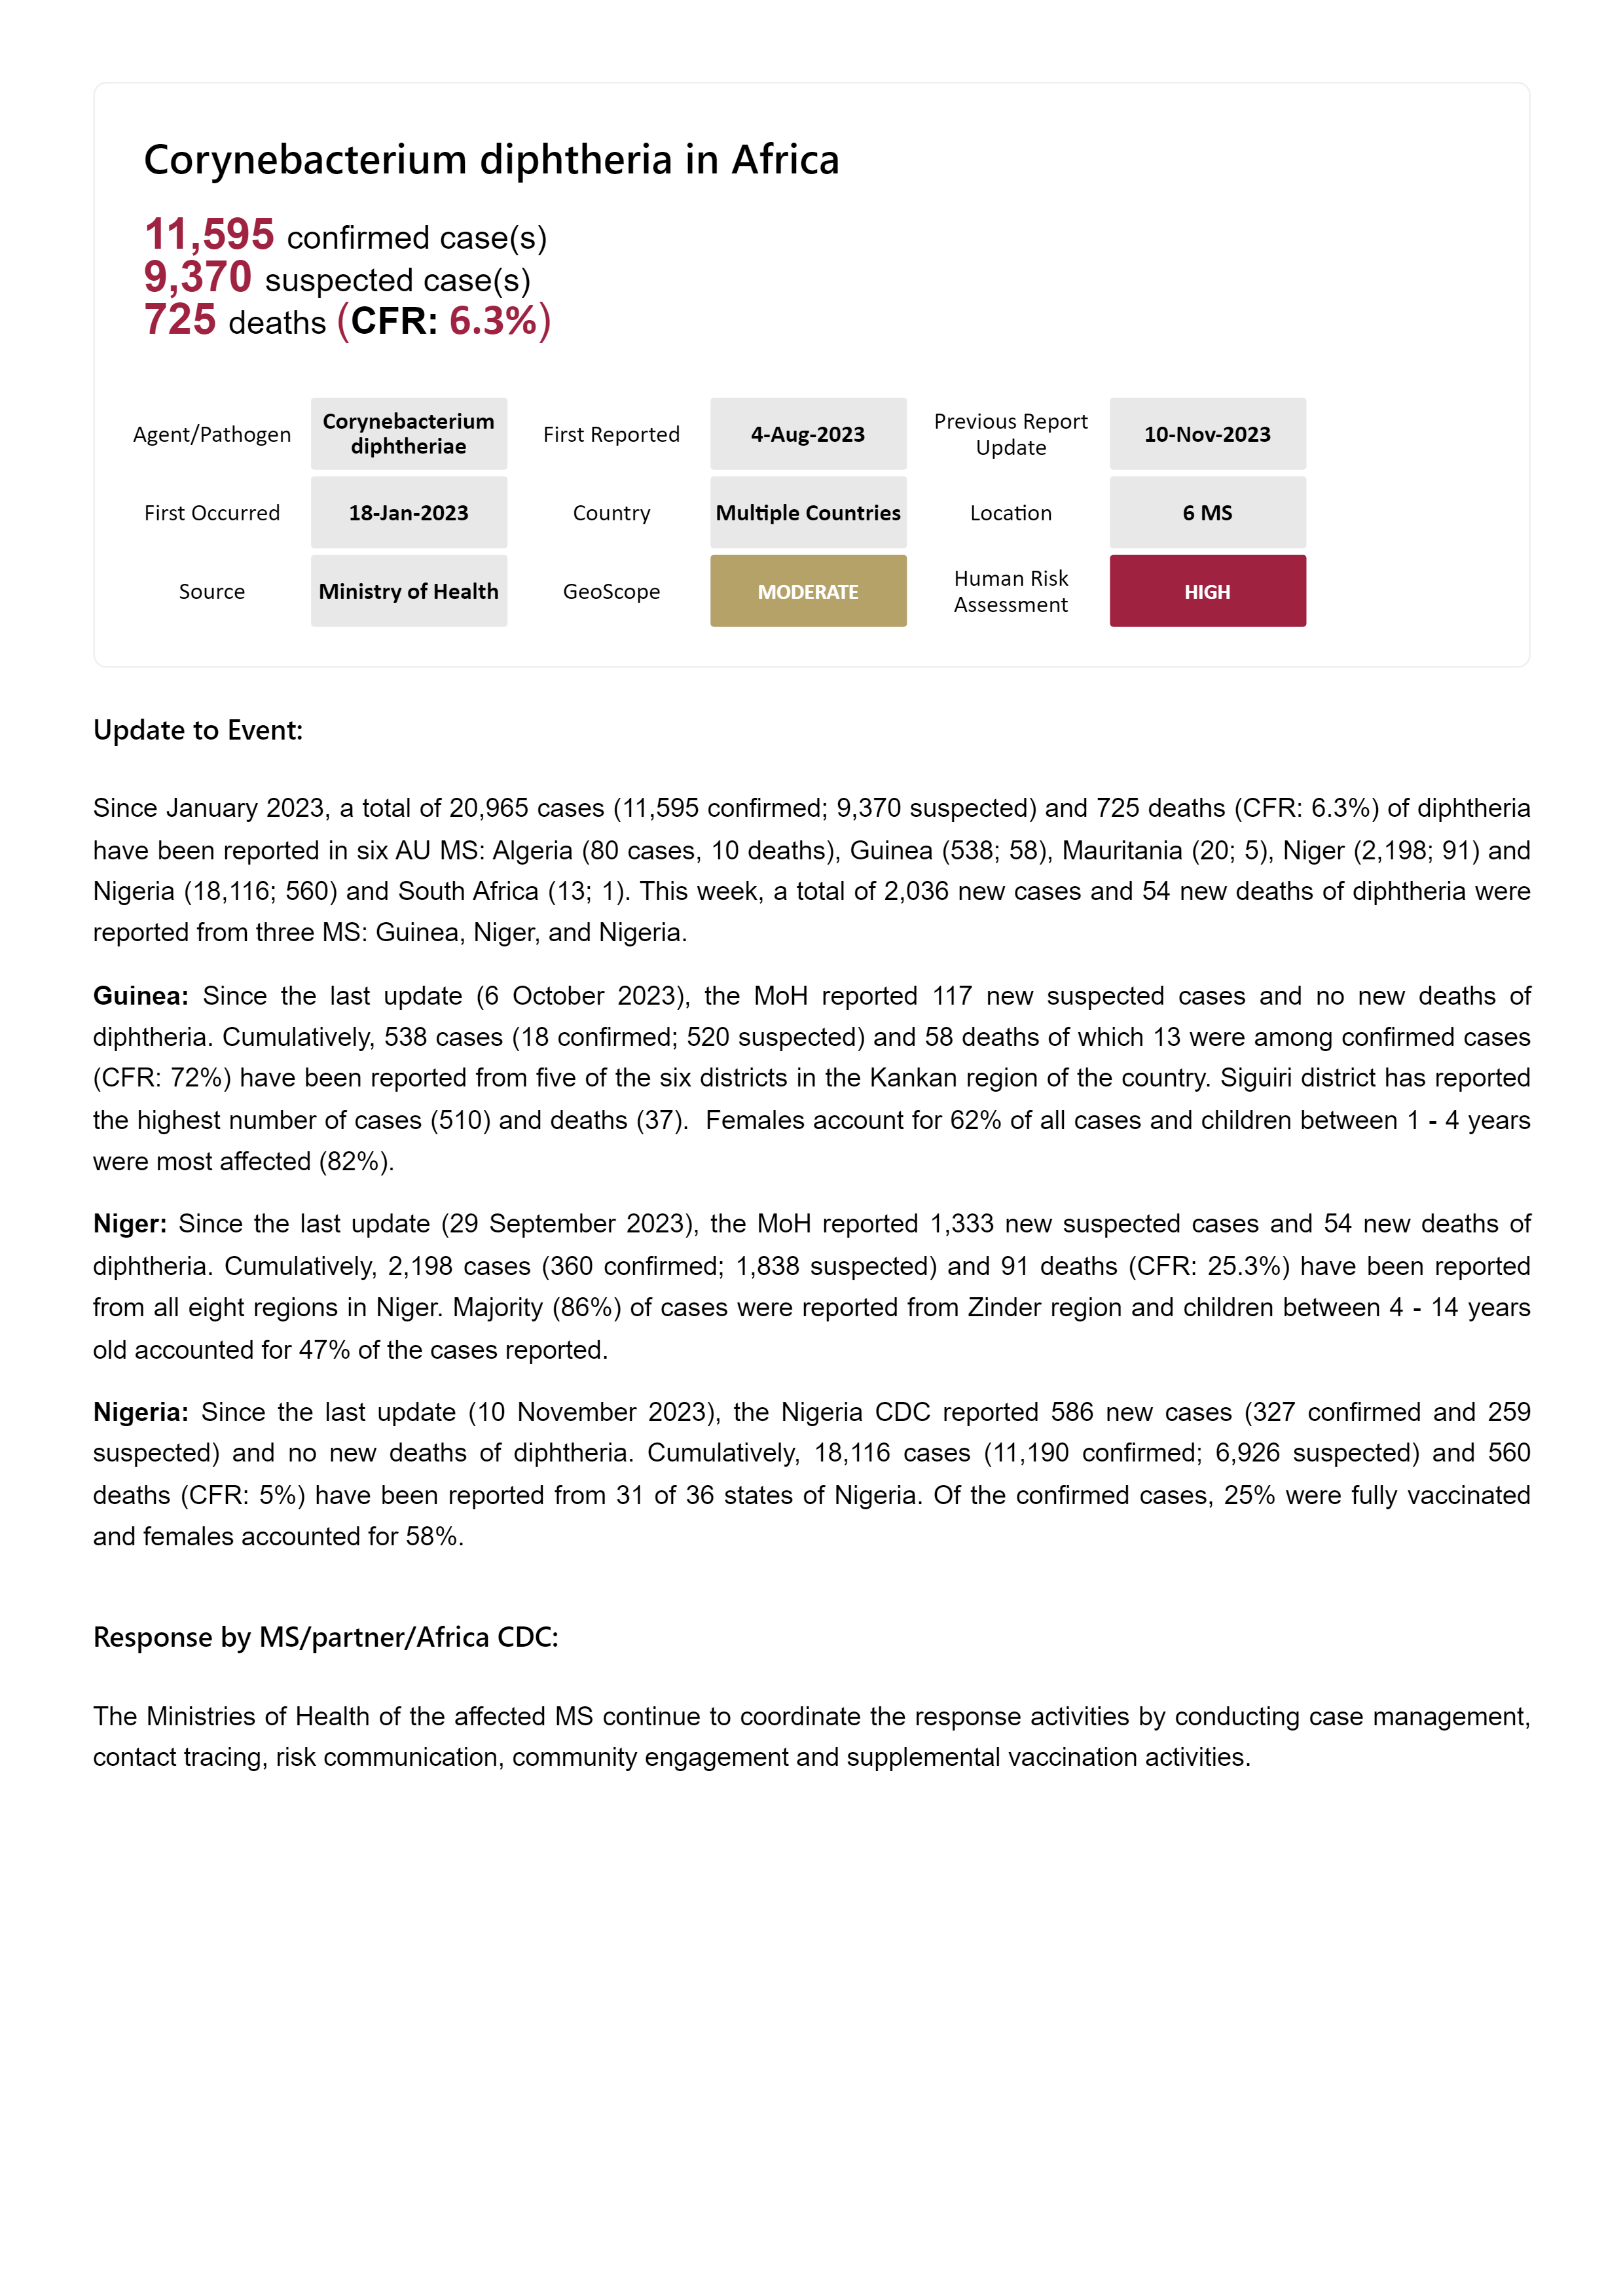 Corynebacterium diphtheria in Africa
11,595 confirmed case(s)
9,370 suspected case(s)
725 deaths (CFR: 6.3%)
Agent/Pathogen
Corynebacterium
diphtheriae
First Reported
4-Aug-2023
Previous Report
Update
10-Nov-2023
First Occurred
18-Jan-2023
Country
Multiple Countries
Location
6 MS
Source
Ministry of Health
GeoScope
MODERATE
Human Risk
Assessment
HIGH
Update to Event:
Since January 2023, a total of 20,965 cases (11,595 confirmed; 9,370 suspected) and 725 deaths (CFR: 6.3%) of diphtheria
have been reported in six AU MS: Algeria (80 cases, 10 deaths), Guinea (538; 58), Mauritania (20; 5), Niger (2,198; 91) and
Nigeria (18,116; 560) and South Africa (13; 1). This week, a total of 2,036 new cases and 54 new deaths of diphtheria were
reported from three MS: Guinea, Niger, and Nigeria.
Guinea: Since the last update (6 October 2023), the MoH reported 117 new suspected cases and no new deaths of
diphtheria. Cumulatively, 538 cases (18 confirmed; 520 suspected) and 58 deaths of which 13 were among confirmed cases
(CFR: 72%) have been reported from five of the six districts in the Kankan region of the country. Siguiri district has reported
the highest number of cases (510) and deaths (37).  Females account for 62% of all cases and children between 1 - 4 years
were most affected (82%).
Niger: Since the last update (29 September 2023), the MoH reported 1,333 new suspected cases and 54 new deaths of
diphtheria. Cumulatively, 2,198 cases (360 confirmed; 1,838 suspected) and 91 deaths (CFR: 25.3%) have been reported
from all eight regions in Niger. Majority (86%) of cases were reported from Zinder region and children between 4 - 14 years
old accounted for 47% of the cases reported.
Nigeria: Since the last update (10 November 2023), the Nigeria CDC reported 586 new cases (327 confirmed and 259
suspected) and no new deaths of diphtheria. Cumulatively, 18,116 cases (11,190 confirmed; 6,926 suspected) and 560
deaths (CFR: 5%) have been reported from 31 of 36 states of Nigeria. Of the confirmed cases, 25% were fully vaccinated
and females accounted for 58%.
Response by MS/partner/Africa CDC:
The Ministries of Health of the affected MS continue to coordinate the response activities by conducting case management,
contact tracing, risk communication, community engagement and supplemental vaccination activities.